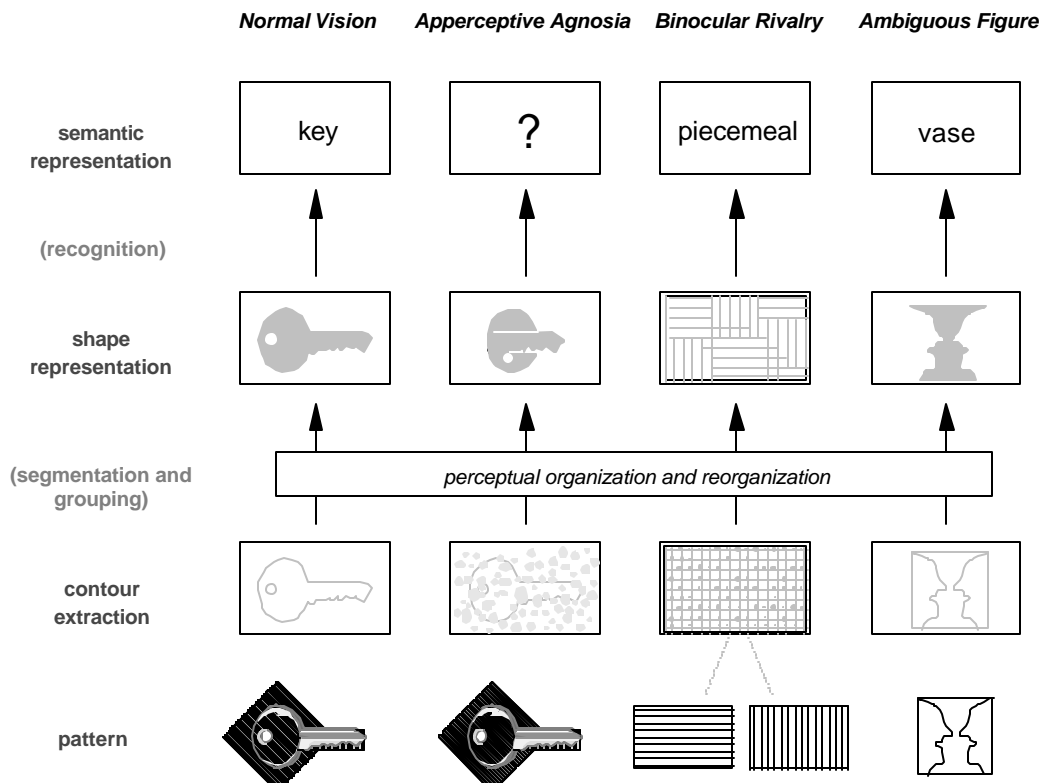 Normal Vision Apperceptive Agnosia Binocular Rivalry Ambiguous Figure
semantic
representation
key ? piecemeal vase
(recognition)
shape
representation
(segmentation and
grouping)
perceptual organization and reorganization
contour
extraction
pattern